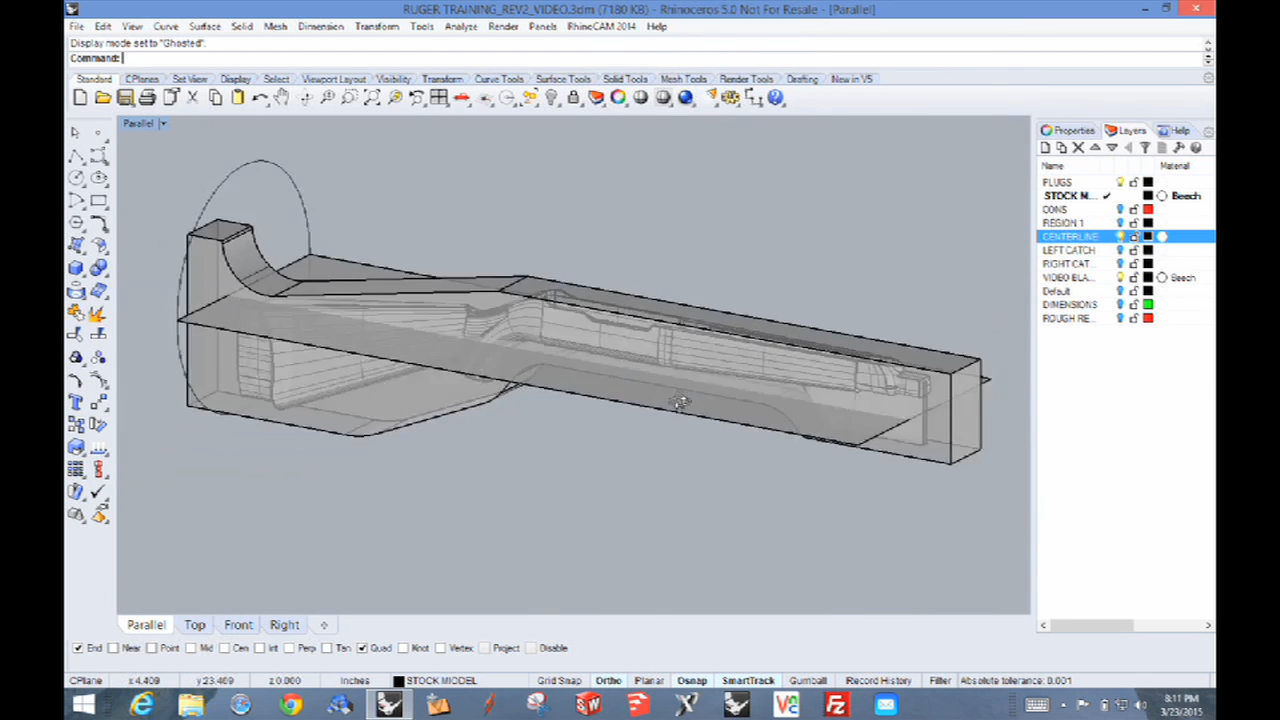 RUGER TRAINING_REV2_VIDEO.3dm (7180 KB) - Rhinoceros 5.0 Not For Resale - [Parallel]
File Edit View Curve Surface Solid Mesh Dimension Transform Tools Analyze Render Panels RhinoCAM 2014 Help
Display mode set to "Ghosted".
Command:
Standard CPlanes Set View Display Select Viewport Layout Visibility Transform Curve Tools Surface Tools Solid Tools Mesh Tools Render Tools Drafting New in V5
Parallel
Properties Layers Help
Name Material
PLUGS
STOCK M... Beech
CONS
REGION 1
CENTERLINE
LEFT CATCH
RIGHT CAT...
VIDEO BLA... Beech
Default
DIMENSIONS
ROUGH RE...
Parallel Top Front Right
End Near Point Mid Cen Int Perp Tan Quad Knot Vertex Project Disable
CPlane x 4.409 y 23.409 z 0.000 Inches STOCK MODEL Grid Snap Ortho Planar Osnap SmartTrack Gumball Record History Filter Absolute tolerance: 0.001
8:11 PM
3/23/2015